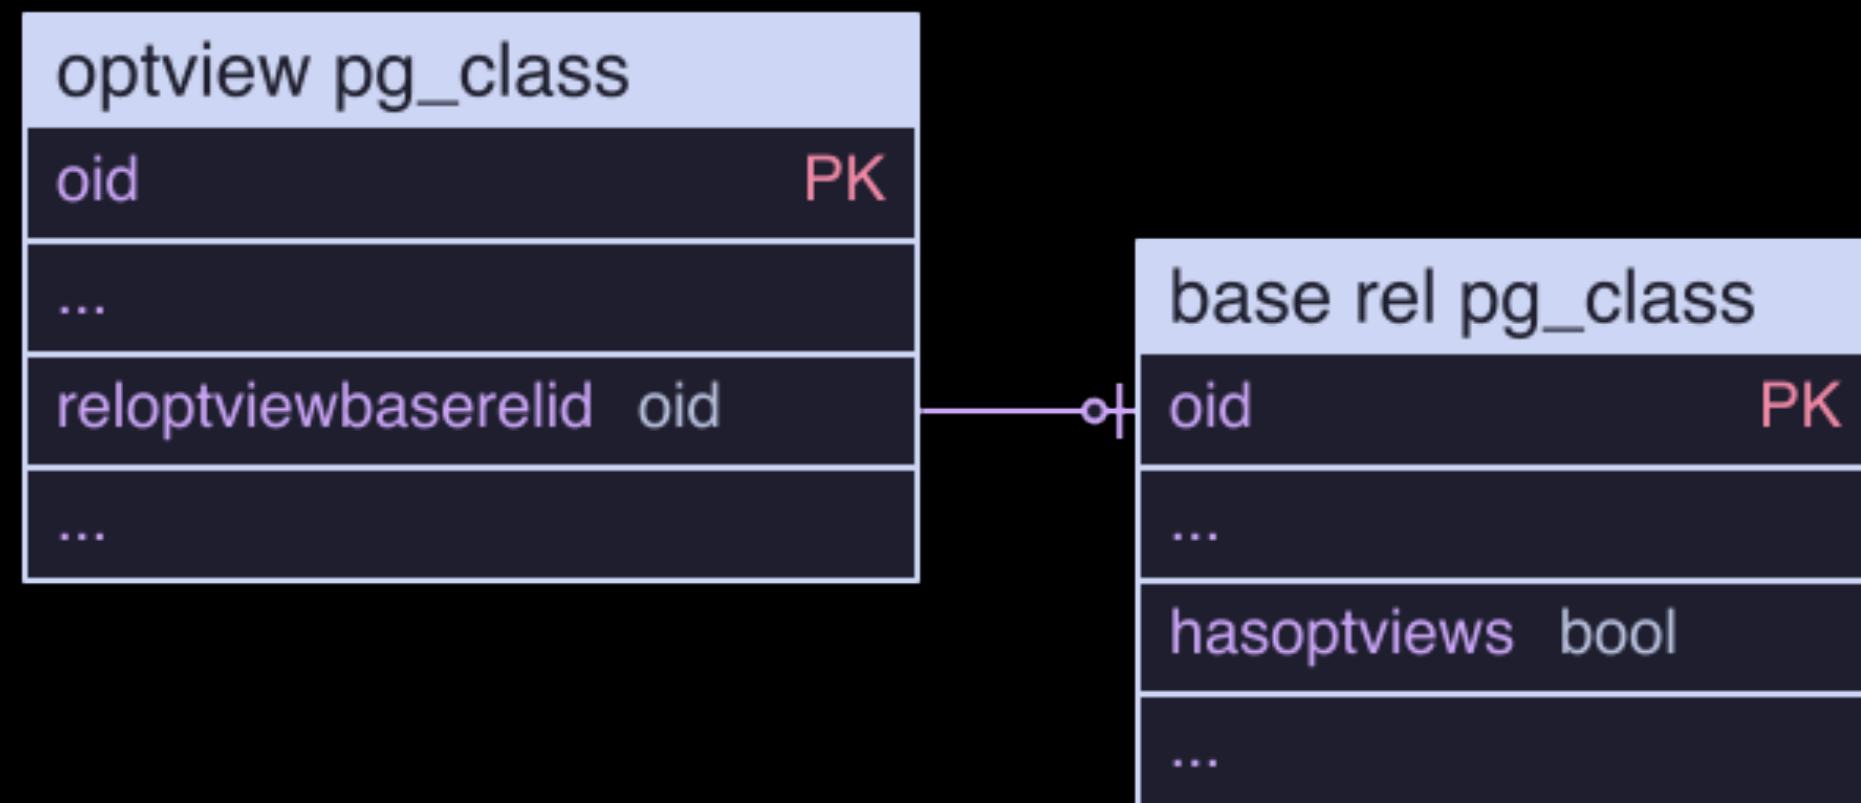 optview pg_class
oid PK
...
reloptviewbaserelid oid
...
base rel pg_class
oid PK
...
hasoptviews bool
...